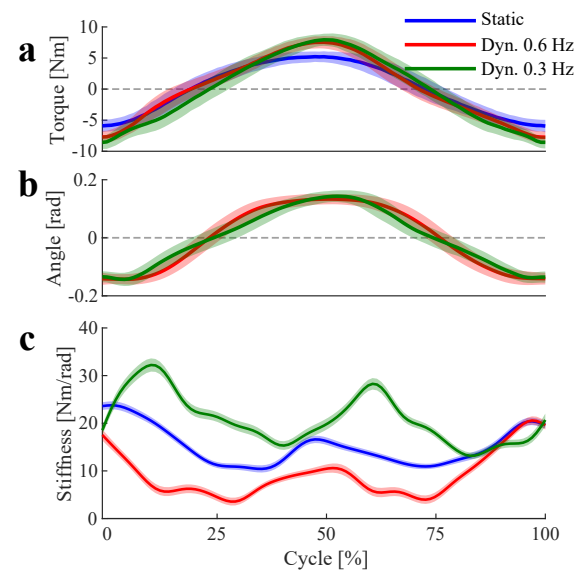 Static
Dyn. 0.6 Hz
Dyn. 0.3 Hz
a
Torque [Nm]
10
5
0
-5
-10
b
Angle [rad]
0.2
0
-0.2
c
Stiffness [Nm/rad]
40
30
20
10
0
0 25 50 75 100
Cycle [%]